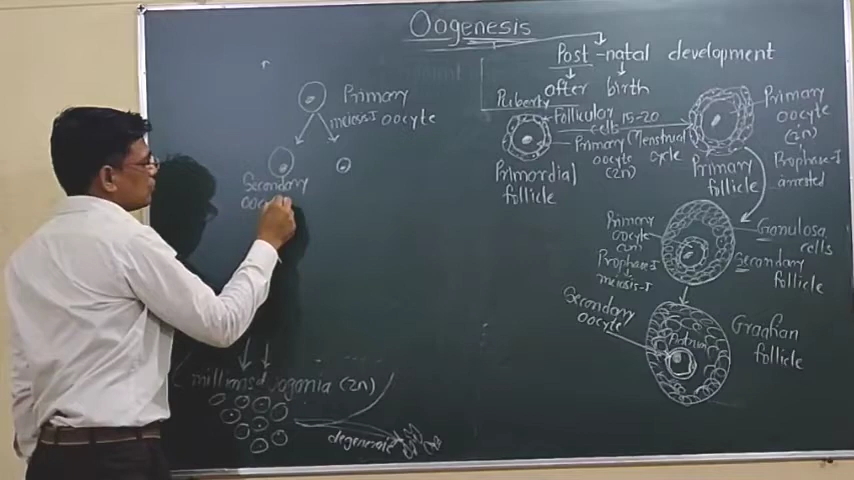 Oogenesis
Post-natal development
after birth
Primary
oocyte
meiosis-I
Secondary
Puberty
Follicular
cells
15-20
Menstrual
cycle
Primary
oocyte
(2n)
Primordial
follicle
Primary
oocyte
(2n)
Prophase-I
arrested
Primary
follicle
Primary
oocyte
(2n)
Prophase-I
meiosis-I
Ganulosa
cells
Secondary
follicle
Secondary
oocyte
Antrum
Graafian
follicle
millions
oogonia (2n)
degenerate